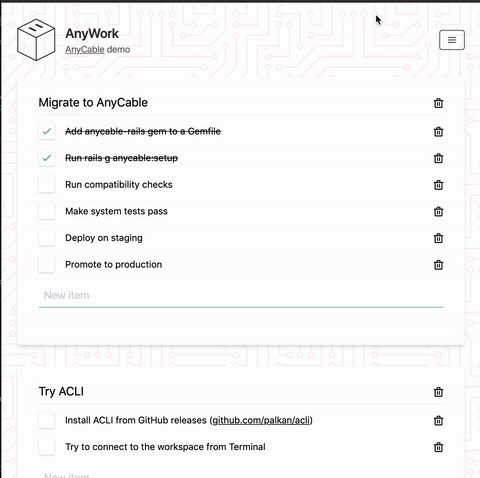 AnyWork
AnyCable demo
Migrate to AnyCable
Add anycable-rails gem to a Gemfile
Run rails g anycable:setup
Run compatibility checks
Make system tests pass
Deploy on staging
Promote to production
New item
Try ACLI
Install ACLI from GitHub releases (github.com/palkan/acli)
Try to connect to the workspace from Terminal
New item